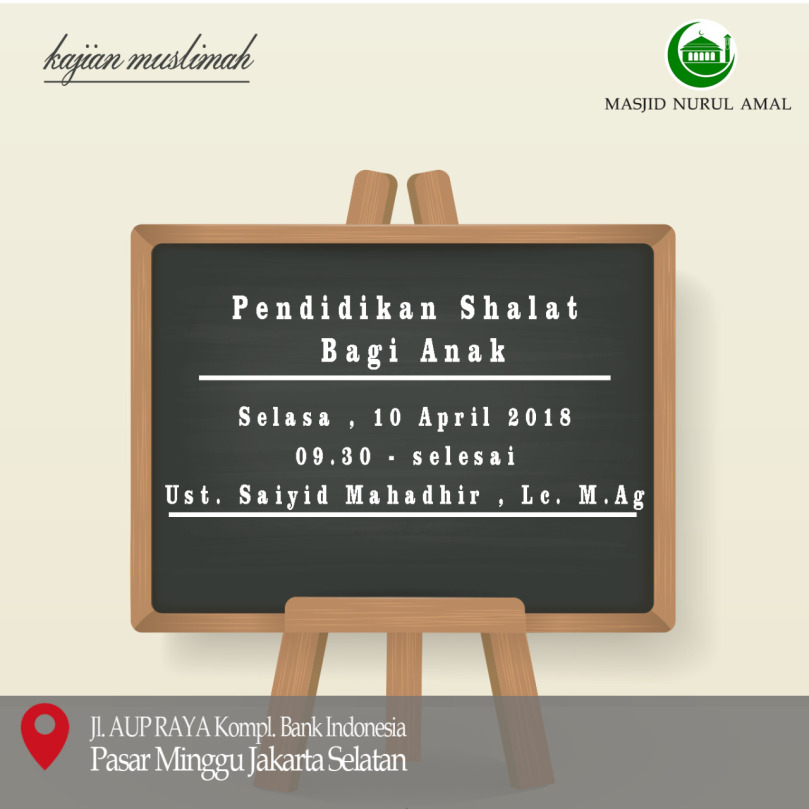 kajian muslimah
MASJID NURUL AMAL
Pendidikan Shalat
Bagi Anak
Selasa , 10 April 2018
09.30 - selesai
Ust. Saiyid Mahadhir , Lc. M.Ag
Jl. AUP RAYA Kompl. Bank Indonesia
Pasar Minggu Jakarta Selatan